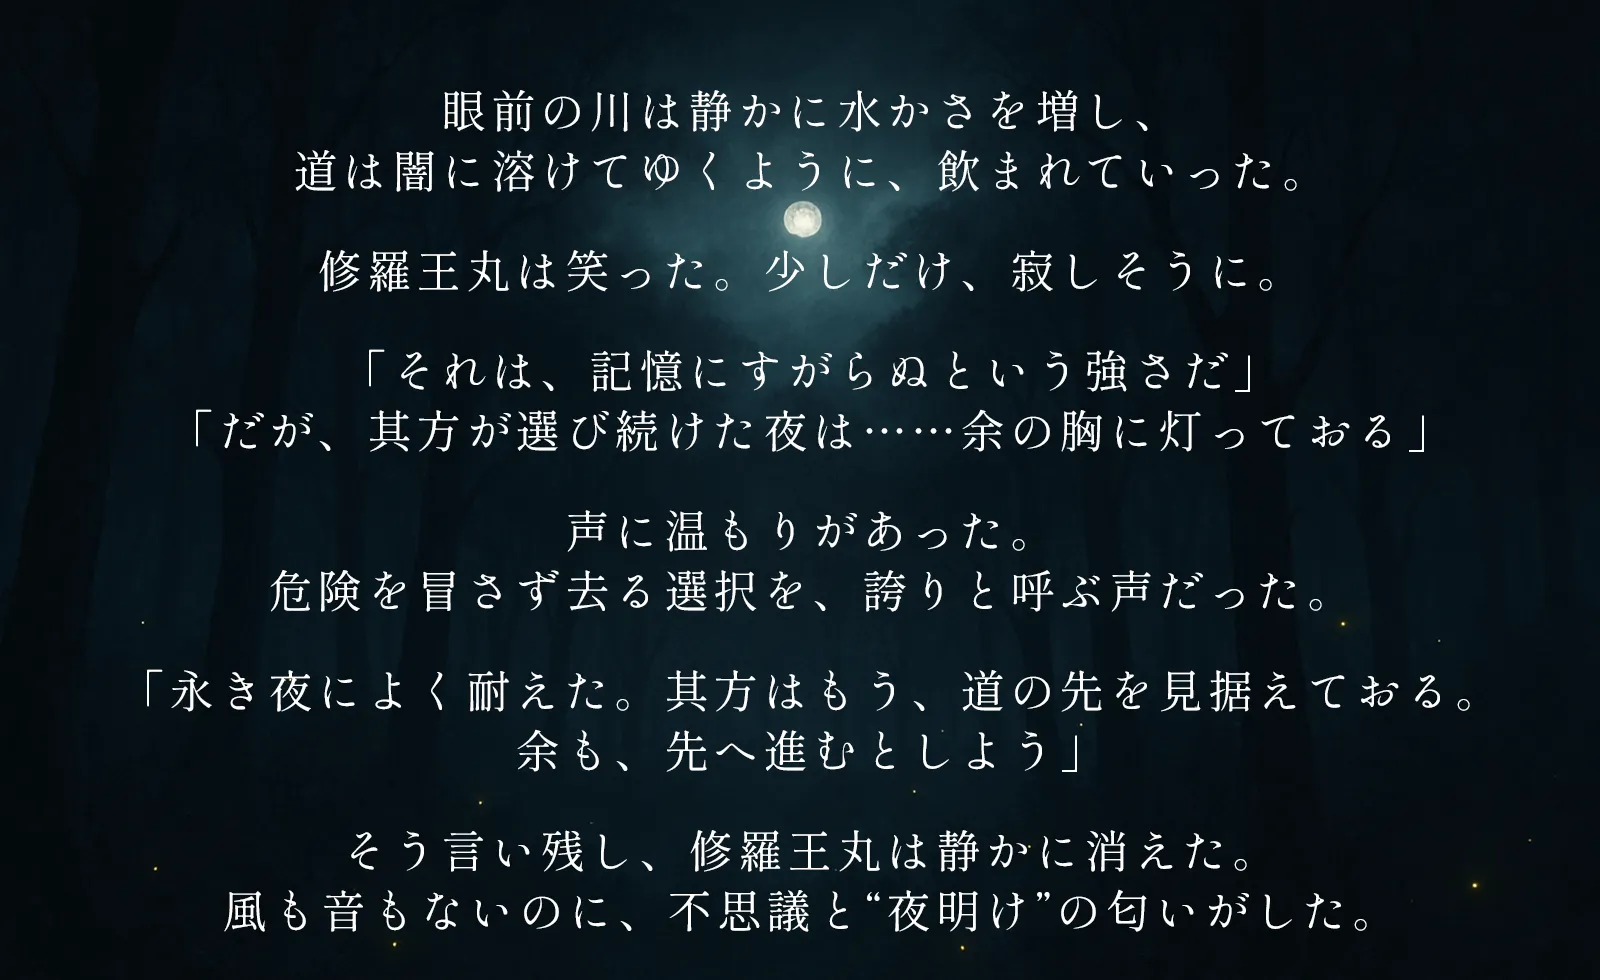 眼前の川は静かに水かさを増し、
道は闇に溶けてゆくように、飲まれていった。
修羅王丸は笑った。少しだけ、寂しそうに。
「それは、記憶にすがらぬという強さだ」
「だが、其方が選び続けた夜は……余の胸に灯っておる」
声に温もりがあった。
危険を冒さず去る選択を、誇りと呼ぶ声だった。
「永き夜によく耐えた。其方はもう、道の先を見据えておる。
余も、先へ進むとしよう」
そう言い残し、修羅王丸は静かに消えた。
風も音もないのに、不思議と“夜明け”の匂いがした。